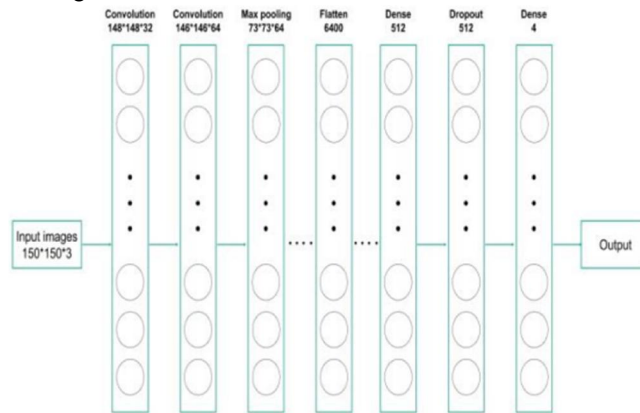 Convolution
148*148*32
Convolution
146*146*64
Max pooling
73*73*64
Flatten
6400
Dense
512
Dropout
512
Dense
4
Input images
150*150*3
Output